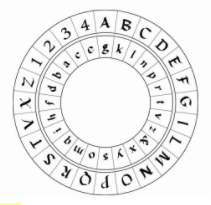 A B C D E F G I L M N O P Q R S T V X Z 1 2 3 4
g k l n p r t v z & x y s o m q i h f d b a c e